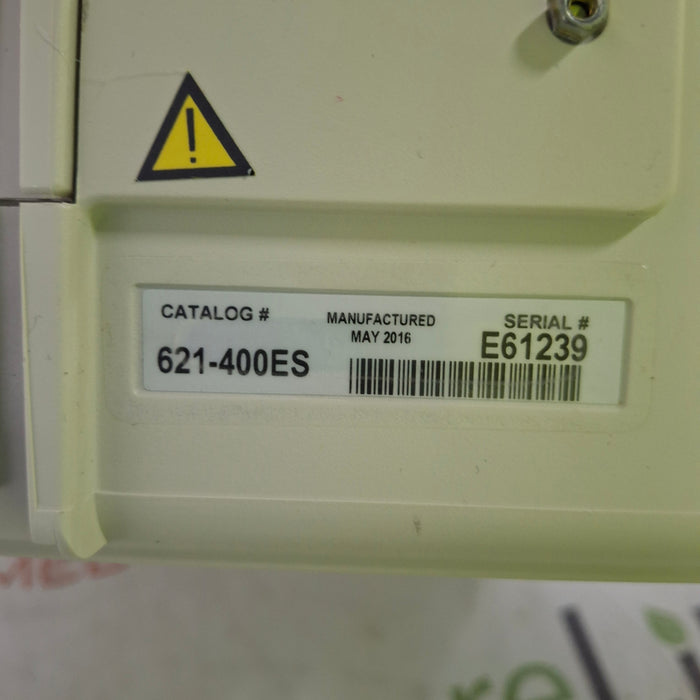 CATALOG #
621-400ES
MANUFACTURED
MAY 2016
SERIAL #
E61239